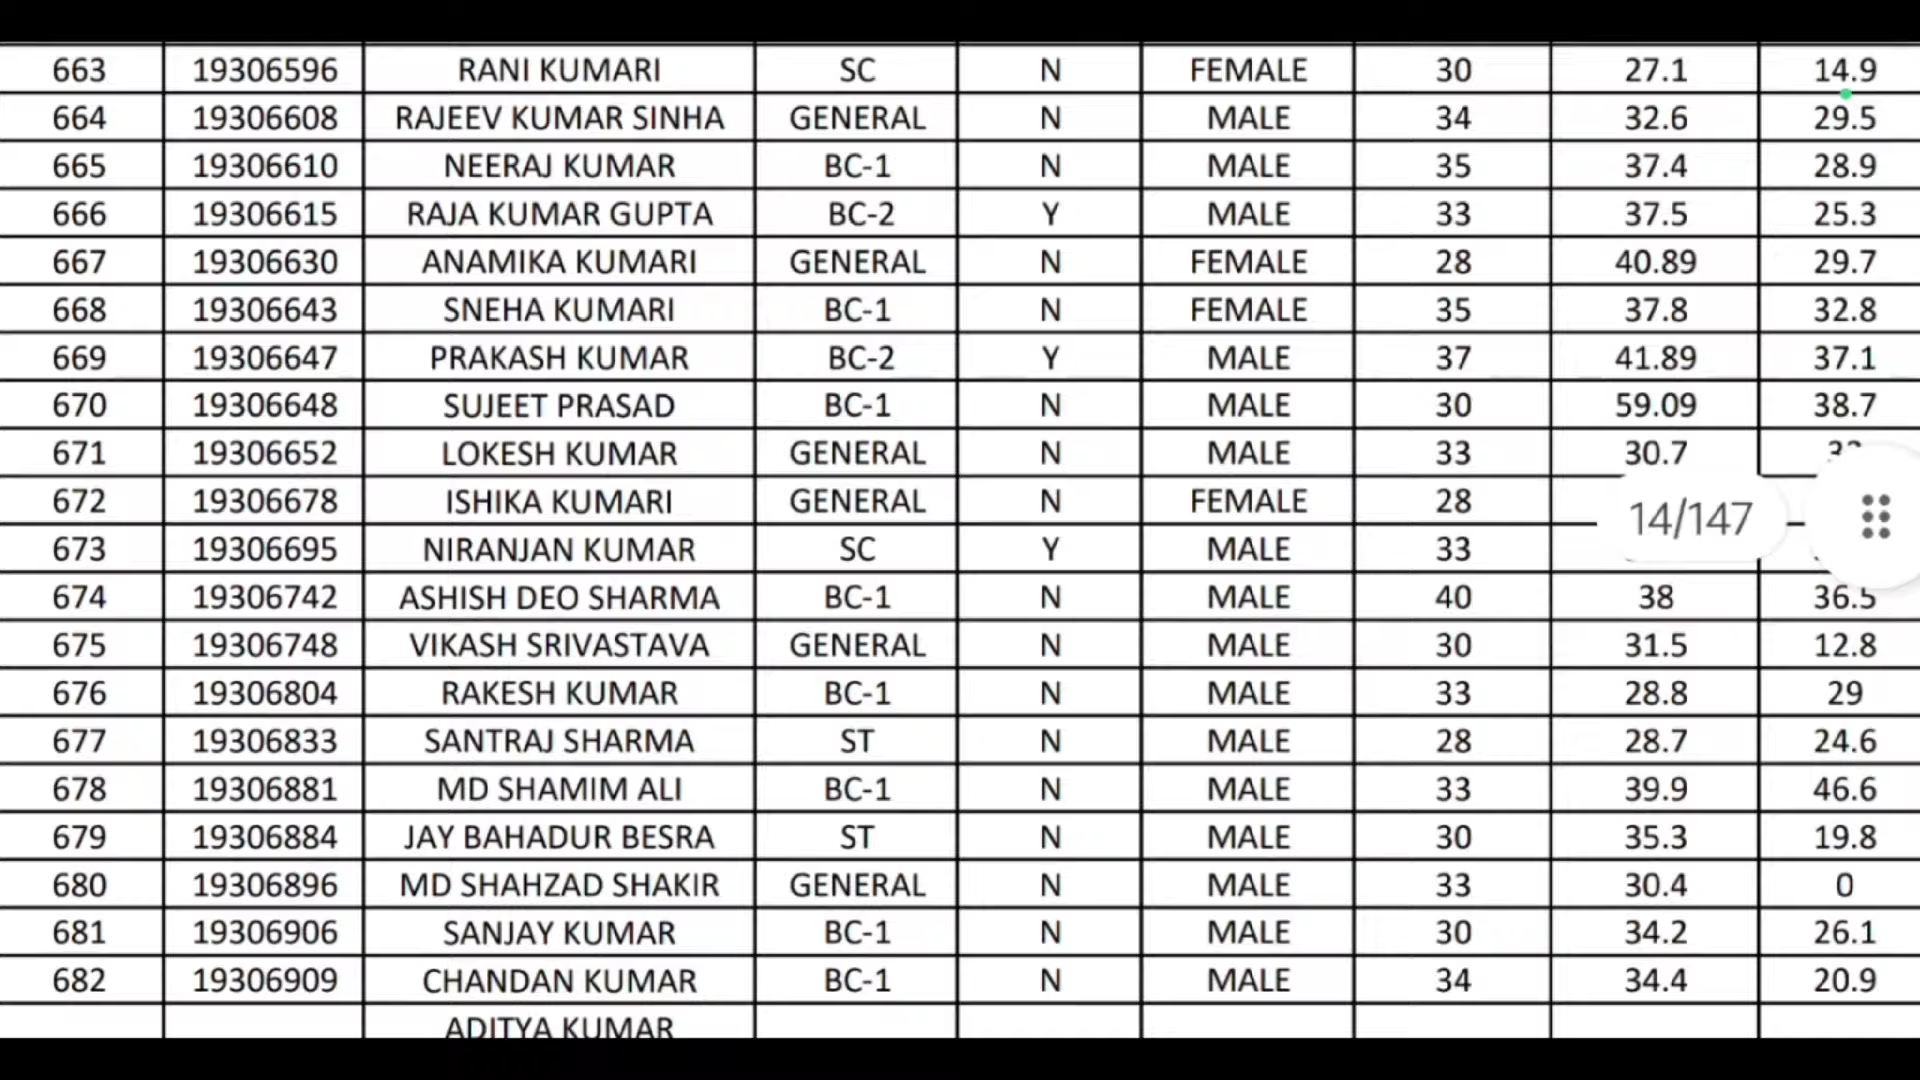 663 19306596 RANI KUMARI SC N FEMALE 30 27.1 14.9
664 19306608 RAJEEV KUMAR SINHA GENERAL N MALE 34 32.6 29.5
665 19306610 NEERAJ KUMAR BC-1 N MALE 35 37.4 28.9
666 19306615 RAJA KUMAR GUPTA BC-2 Y MALE 33 37.5 25.3
667 19306630 ANAMIKA KUMARI GENERAL N FEMALE 28 40.89 29.7
668 19306643 SNEHA KUMARI BC-1 N FEMALE 35 37.8 32.8
669 19306647 PRAKASH KUMAR BC-2 Y MALE 37 41.89 37.1
670 19306648 SUJEET PRASAD BC-1 N MALE 30 59.09 38.7
671 19306652 LOKESH KUMAR GENERAL N MALE 33 30.7
672 19306678 ISHIKA KUMARI GENERAL N FEMALE 28
14/147
673 19306695 NIRANJAN KUMAR SC Y MALE 33
674 19306742 ASHISH DEO SHARMA BC-1 N MALE 40 38 36.5
675 19306748 VIKASH SRIVASTAVA GENERAL N MALE 30 31.5 12.8
676 19306804 RAKESH KUMAR BC-1 N MALE 33 28.8 29
677 19306833 SANTRAJ SHARMA ST N MALE 28 28.7 24.6
678 19306881 MD SHAMIM ALI BC-1 N MALE 33 39.9 46.6
679 19306884 JAY BAHADUR BESRA ST N MALE 30 35.3 19.8
680 19306896 MD SHAHZAD SHAKIR GENERAL N MALE 33 30.4 0
681 19306906 SANJAY KUMAR BC-1 N MALE 30 34.2 26.1
682 19306909 CHANDAN KUMAR BC-1 N MALE 34 34.4 20.9
ADITYA KUMAR